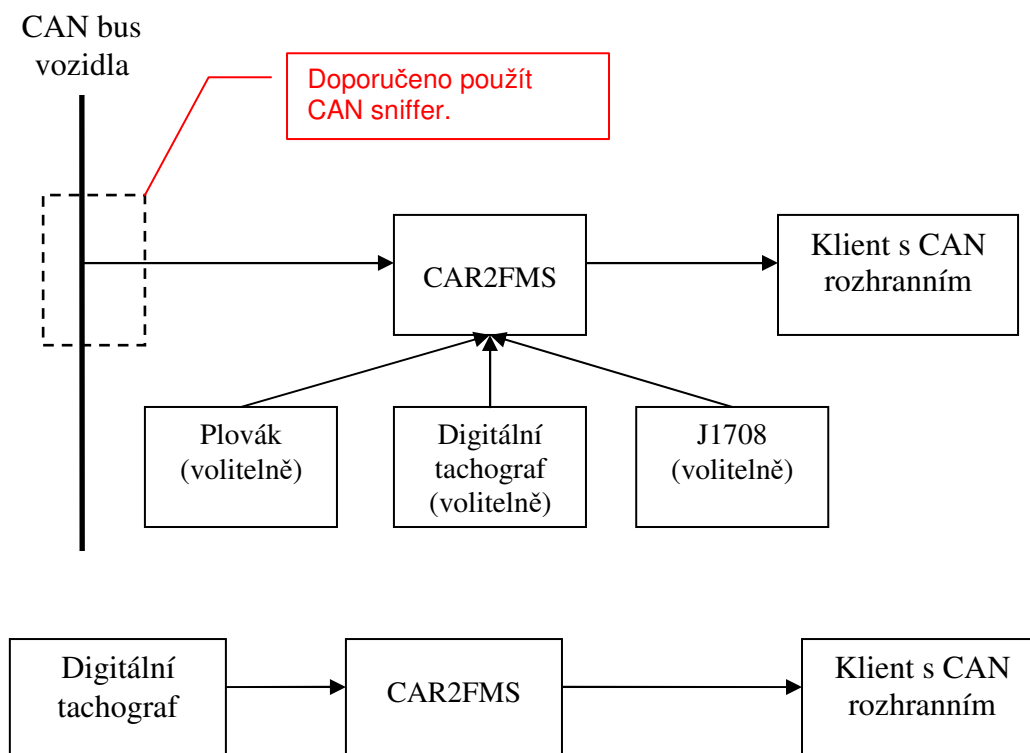 CAN bus
vozidla
Doporučeno použít
CAN sniffer.
CAR2FMS
Klient s CAN
rozhranním
Plovák
(volitelně)
Digitální
tachograf
(volitelně)
J1708
(volitelně)
Digitální
tachograf
CAR2FMS
Klient s CAN
rozhranním